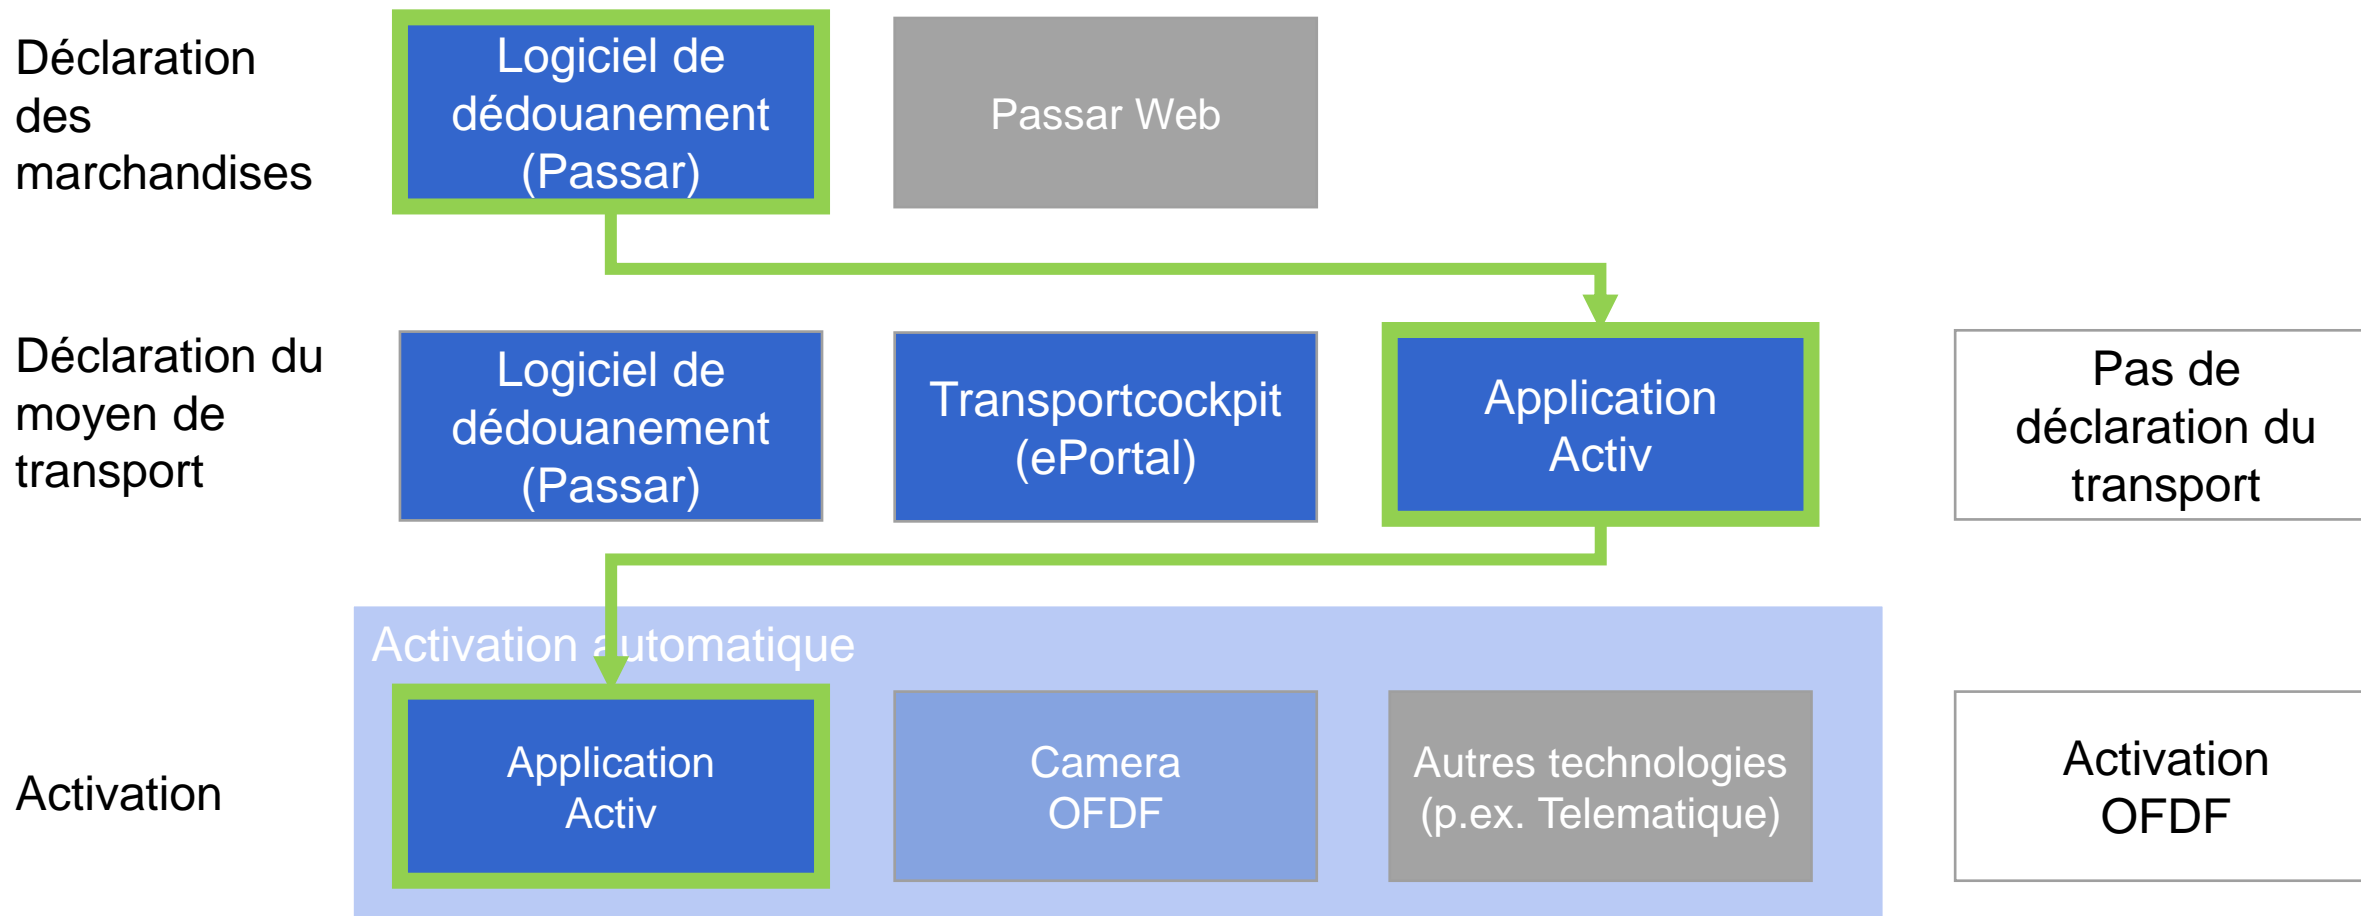 Déclaration
des
marchandises
Logiciel de
dédouanement
(Passar)
Passar Web
Déclaration du
moyen de
transport
Logiciel de
dédouanement
(Passar)
Transportcockpit
(ePortal)
Application
Activ
Pas de
déclaration du
transport
Activation automatique
Activation
Application
Activ
Camera
OFDF
Autres technologies
(p.ex. Telematique)
Activation
OFDF